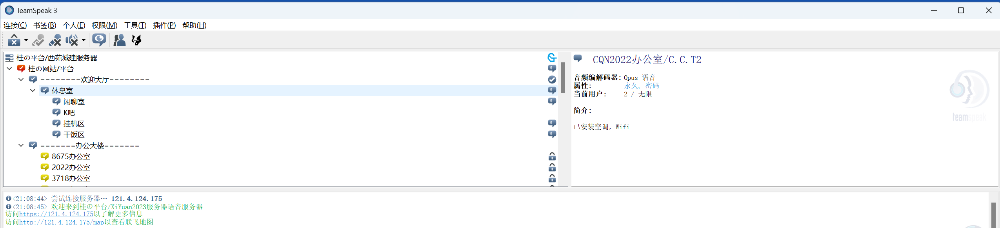 TeamSpeak 3
连接(C) 书签(B) 个人(E) 权限(M) 工具(T) 插件(P) 帮助(H)
桂の平台/西苑城建服务器
桂の网站/平台
========欢迎大厅========
休息室
闲聊室
K吧
挂机区
干饭区
=======办公大楼=======
8675办公室
2022办公室
3718办公室
CQN2022办公室/C.C.T2
音频编解码器: Opus 语音
属性: 永久, 密码
当前用户: 2 / 无限
简介:
已安装空调，Wifi
teamspeak
<21:08:44> 尝试连接服务器… 121.4.124.175
<21:08:45> 欢迎来到桂の平台/XiYuan2023服务器语音服务器
访问https://121.4.124.175以了解更多信息
访问http://121.4.124.175/map以查看联飞地图